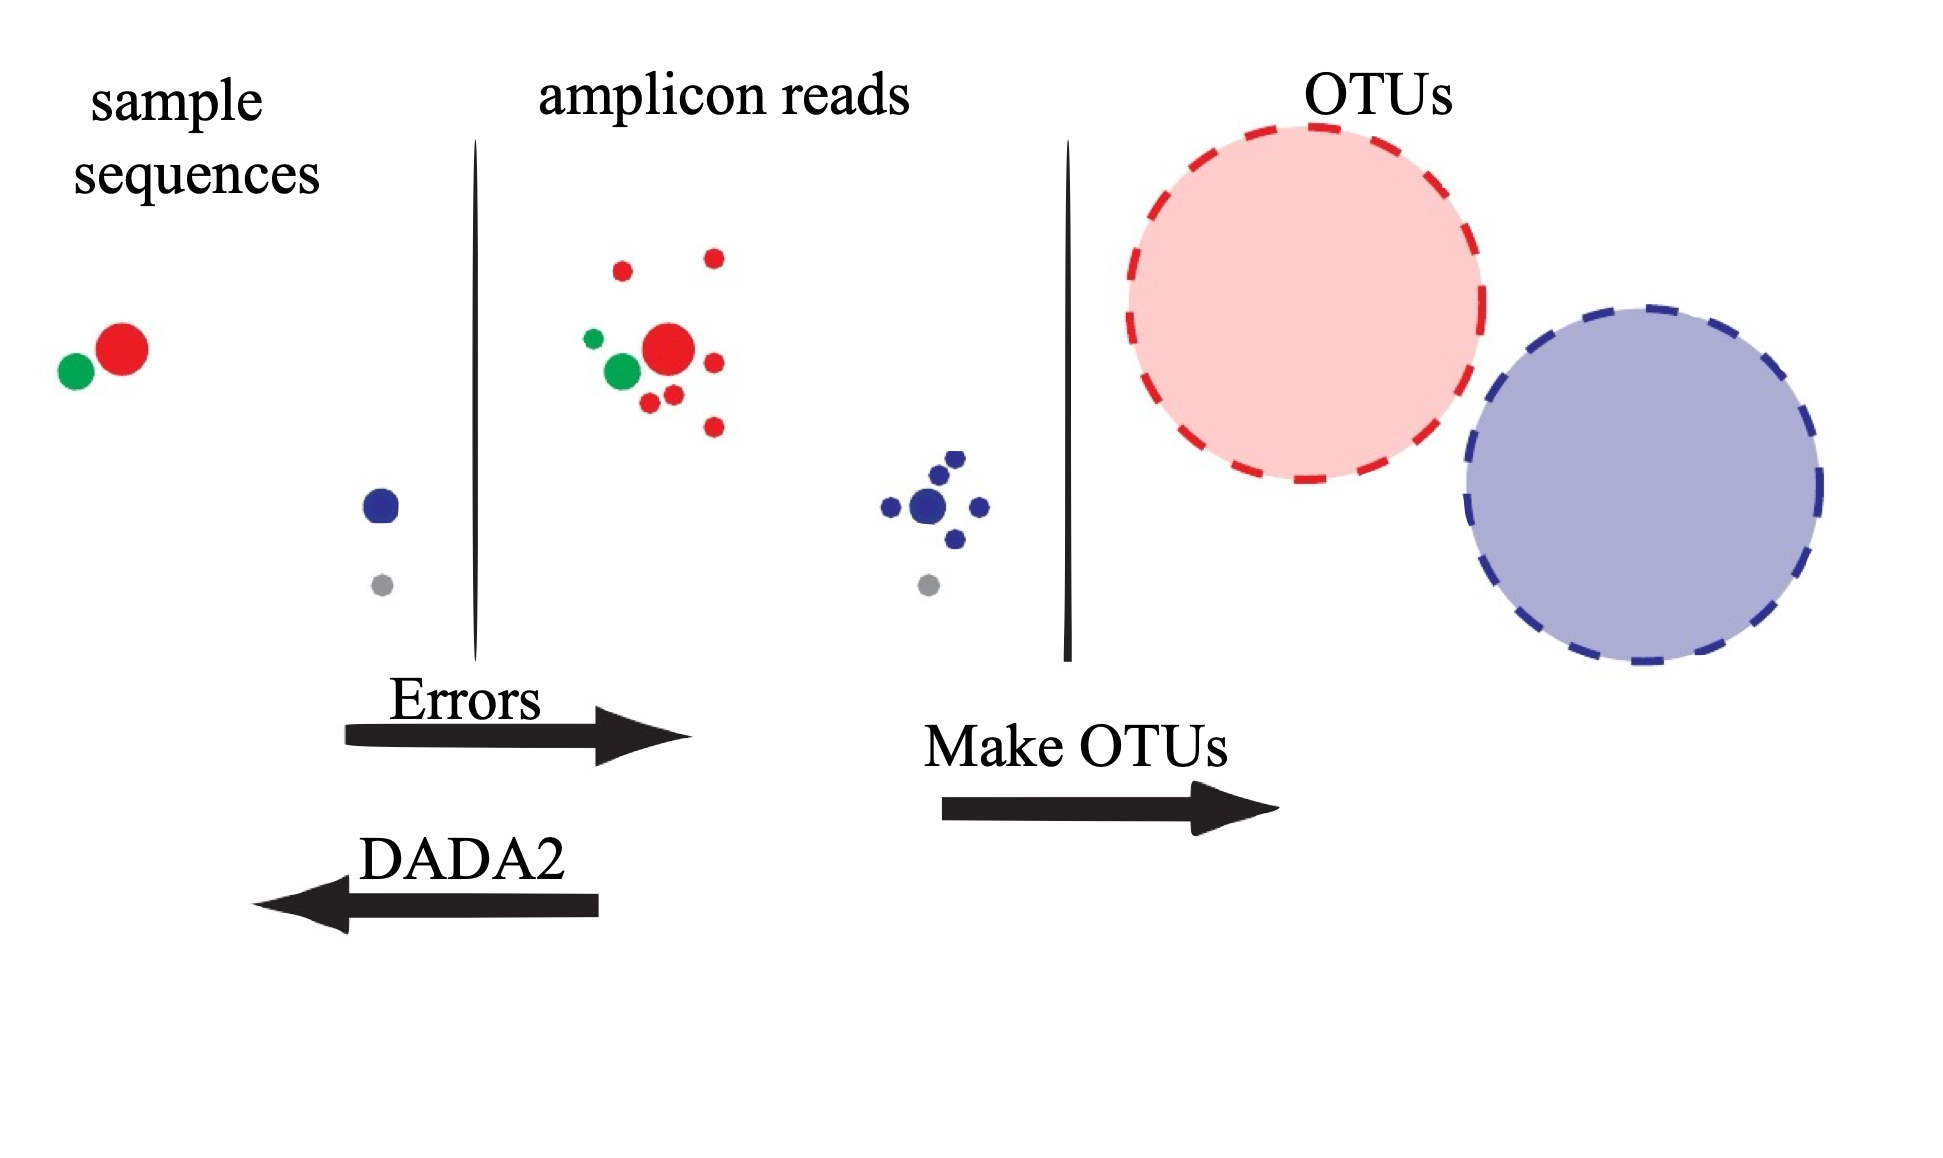 sample
sequences
amplicon reads
OTUs
Errors
Make OTUs
DADA2